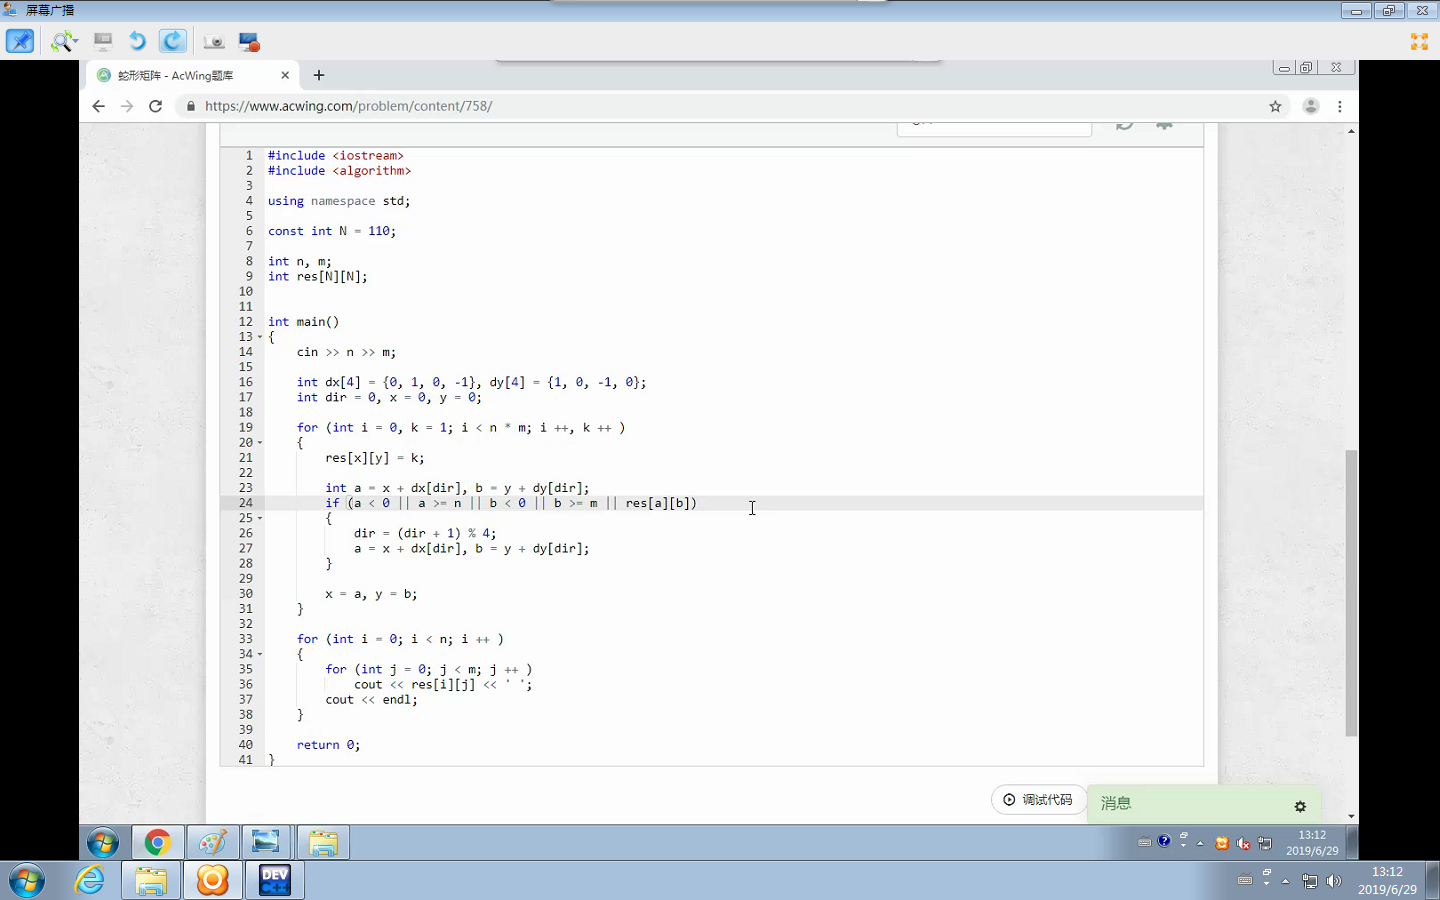 屏幕广播
蛇形矩阵 - AcWing题库
https://www.acwing.com/problem/content/758/
1 #include <iostream>
2 #include <algorithm>
3
4 using namespace std;
5
6 const int N = 110;
7
8 int n, m;
9 int res[N][N];
10
11
12 int main()
13 {
14 cin >> n >> m;
15
16 int dx[4] = {0, 1, 0, -1}, dy[4] = {1, 0, -1, 0};
17 int dir = 0, x = 0, y = 0;
18
19 for (int i = 0, k = 1; i < n * m; i ++, k ++ )
20 {
21 res[x][y] = k;
22
23 int a = x + dx[dir], b = y + dy[dir];
24 if (a < 0 || a >= n || b < 0 || b >= m || res[a][b])
25 {
26 dir = (dir + 1) % 4;
27 a = x + dx[dir], b = y + dy[dir];
28 }
29
30 x = a, y = b;
31 }
32
33 for (int i = 0; i < n; i ++ )
34 {
35 for (int j = 0; j < m; j ++ )
36 cout << res[i][j] << ' ';
37 cout << endl;
38 }
39
40 return 0;
41 }
调试代码
消息
13:12
2019/6/29
DEV
C++
13:12
2019/6/29